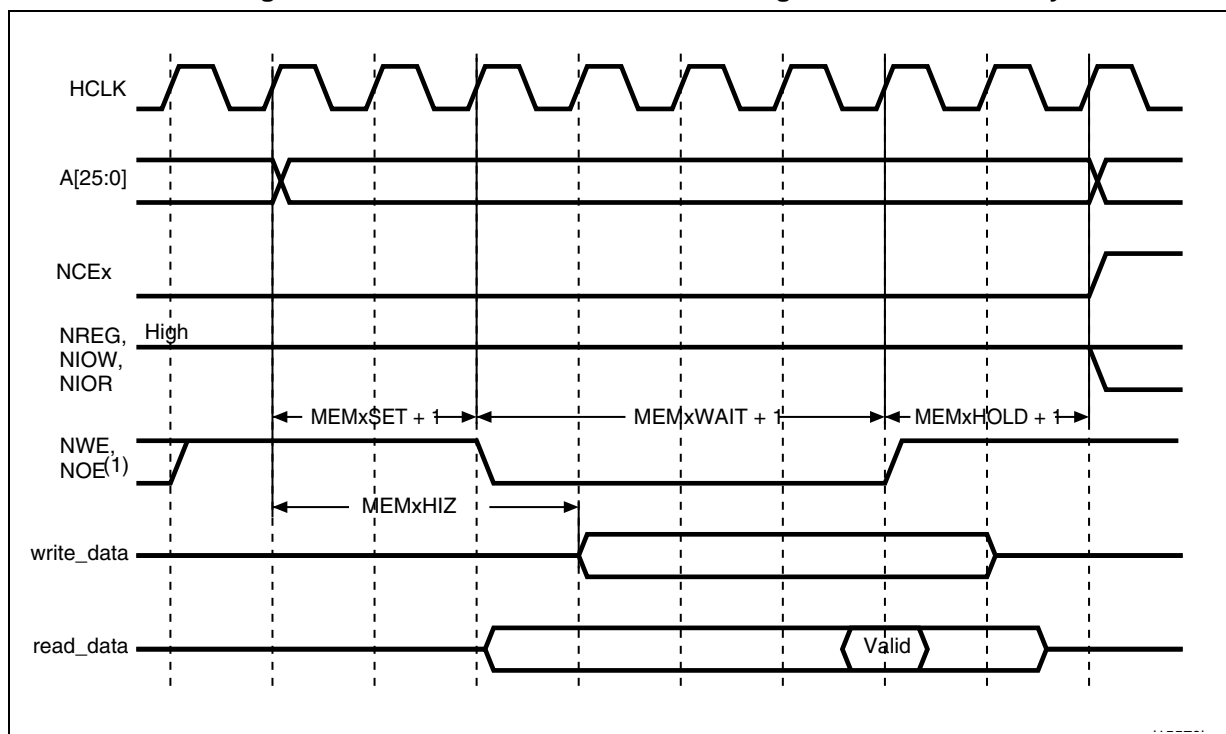 HCLK
A[25:0]
NCEx
NREG, High
NIOW,
NIOR
MEMxSET + 1 MEMxWAIT + 1 MEMxHOLD + 1
NWE,
NOE(1)
MEMxHIZ
write_data
read_data Valid